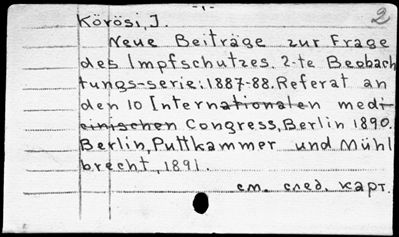 -1-
2
Körösi, J.
Neue Beiträge zur Frage
des Impfschutzes. 2-te Beobach
tungs-serie: 1887-88. Referat an
den 10 Internationalen medi-
cinischen Congress, Berlin 1890.
Berlin, Puttkammer und Mühl
brecht, 1891.
см. след. карт.